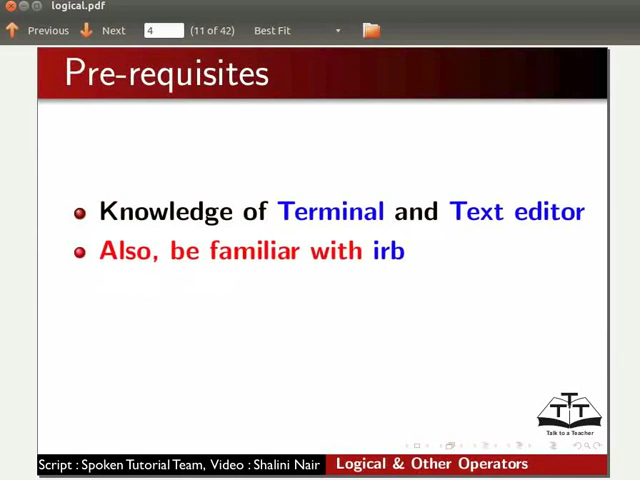 logical.pdf
Previous Next 4 (11 of 42) Best Fit
Pre-requisites
Knowledge of Terminal and Text editor
Also, be familiar with irb
T T T
Talk to a Teacher
Script : Spoken Tutorial Team, Video : Shalini Nair Logical & Other Operators